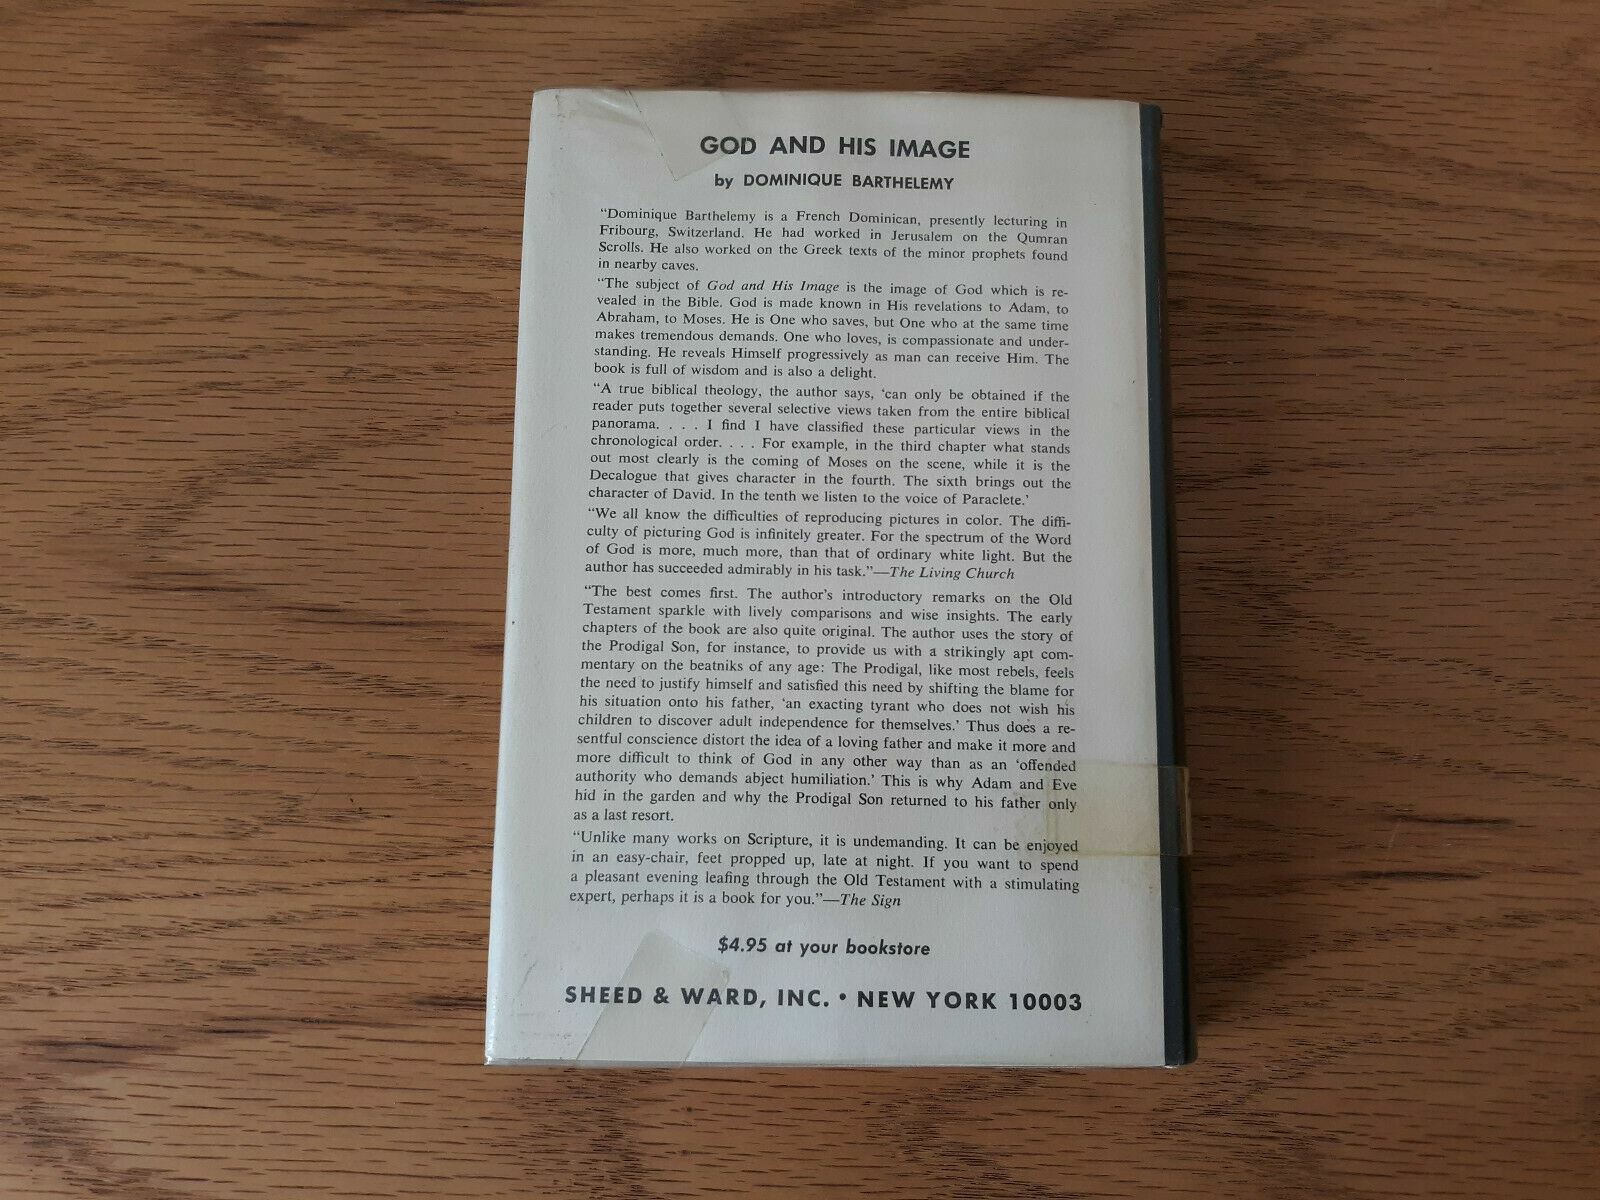 GOD AND HIS IMAGE
by DOMINIQUE BARTHELEMY
“Dominique Barthelemy is a French Dominican, presently lecturing in
Fribourg, Switzerland. He had worked in Jerusalem on the Qumran
Scrolls. He also worked on the Greek texts of the minor prophets found
in nearby caves.
“The subject of God and His Image is the image of God which is re-
vealed in the Bible. God is made known in His revelations to Adam, to
Abraham, to Moses. He is One who saves, but One who at the same time
makes tremendous demands. One who loves, is compassionate and under-
standing. He reveals Himself progressively as man can receive Him. The
book is full of wisdom and is also a delight.
“A true biblical theology, the author says, ‘can only be obtained if the
reader puts together several selective views taken from the entire biblical
panorama. . . . I find I have classified these particular views in the
chronological order. . . . For example, in the third chapter what stands
out most clearly is the coming of Moses on the scene, while it is the
Decalogue that gives character in the fourth. The sixth brings out the
character of David. In the tenth we listen to the voice of Paraclete.’
“We all know the difficulties of reproducing pictures in color. The diffi-
culty of picturing God is infinitely greater. For the spectrum of the Word
of God is more, much more, than that of ordinary white light. But the
author has succeeded admirably in his task.”—The Living Church
“The best comes first. The author’s introductory remarks on the Old
Testament sparkle with lively comparisons and wise insights. The early
chapters of the book are also quite original. The author uses the story of
the Prodigal Son, for instance, to provide us with a strikingly apt com-
mentary on the beatniks of any age: The Prodigal, like most rebels, feels
the need to justify himself and satisfied this need by shifting the blame for
his situation onto his father, ‘an exacting tyrant who does not wish his
children to discover adult independence for themselves.’ Thus does a re-
sentful conscience distort the idea of a loving father and make it more and
more difficult to think of God in any other way than as an ‘offended
authority who demands abject humiliation.’ This is why Adam and Eve
hid in the garden and why the Prodigal Son returned to his father only
as a last resort.
“Unlike many works on Scripture, it is undemanding. It can be enjoyed
in an easy-chair, feet propped up, late at night. If you want to spend
a pleasant evening leafing through the Old Testament with a stimulating
expert, perhaps it is a book for you.”—The Sign
$4.95 at your bookstore
SHEED & WARD, INC. • NEW YORK 10003